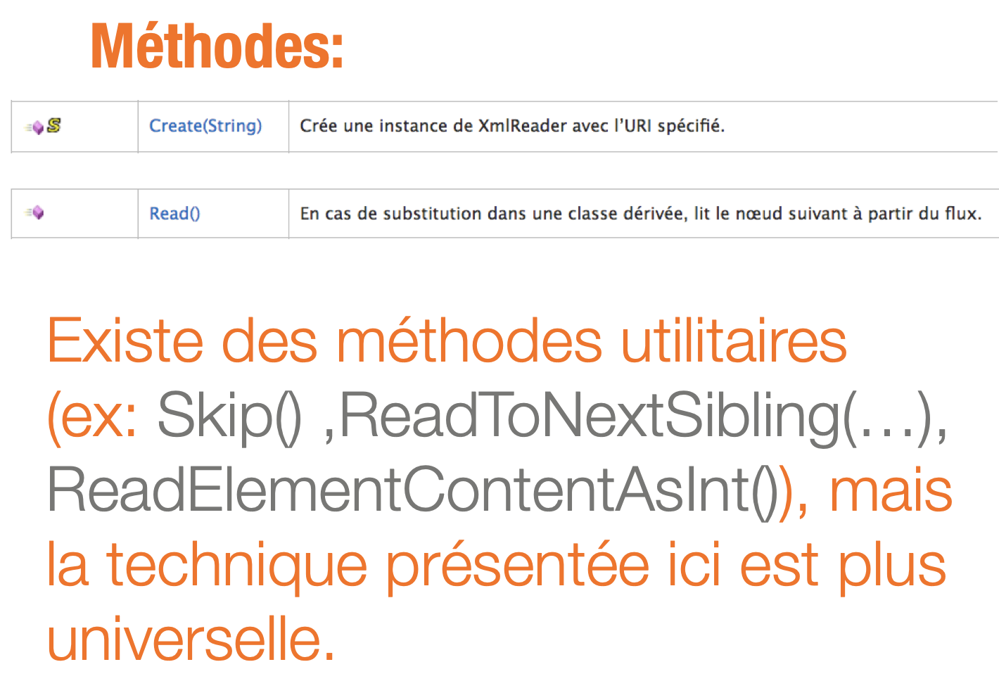 Méthodes:
S Create(String) Crée une instance de XmlReader avec l’URI spécifié.
Read() En cas de substitution dans une classe dérivée, lit le nœud suivant à partir du flux.
Existe des méthodes utilitaires
(ex: Skip() ,ReadToNextSibling(…),
ReadElementContentAsInt()), mais
la technique présentée ici est plus
universelle.